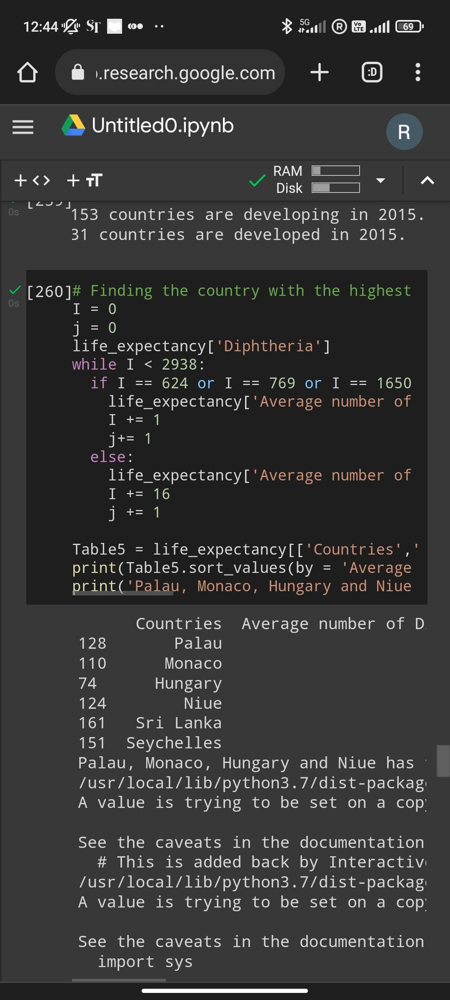 12:44 ST 5G R Vo LTE 69
.research.google.com :D
Untitled0.ipynb R
+ <> + TT RAM
Disk
0s
153 countries are developing in 2015.
31 countries are developed in 2015.
[260] # Finding the country with the highest
0s
I = 0
j = 0
life_expectancy['Diphtheria']
while I < 2938:
if I == 624 or I == 769 or I == 1650
life_expectancy['Average number of
I += 1
j+= 1
else:
life_expectancy['Average number of
I += 16
j += 1
Table5 = life_expectancy[['Countries','
print(Table5.sort_values(by = 'Average
print('Palau, Monaco, Hungary and Niue
Countries Average number of D
128 Palau
110 Monaco
74 Hungary
124 Niue
161 Sri Lanka
151 Seychelles
Palau, Monaco, Hungary and Niue has
/usr/local/lib/python3.7/dist-packag
A value is trying to be set on a cop
See the caveats in the documentation
# This is added back by Interactiv
/usr/local/lib/python3.7/dist-packag
A value is trying to be set on a cop
See the caveats in the documentation
import sys